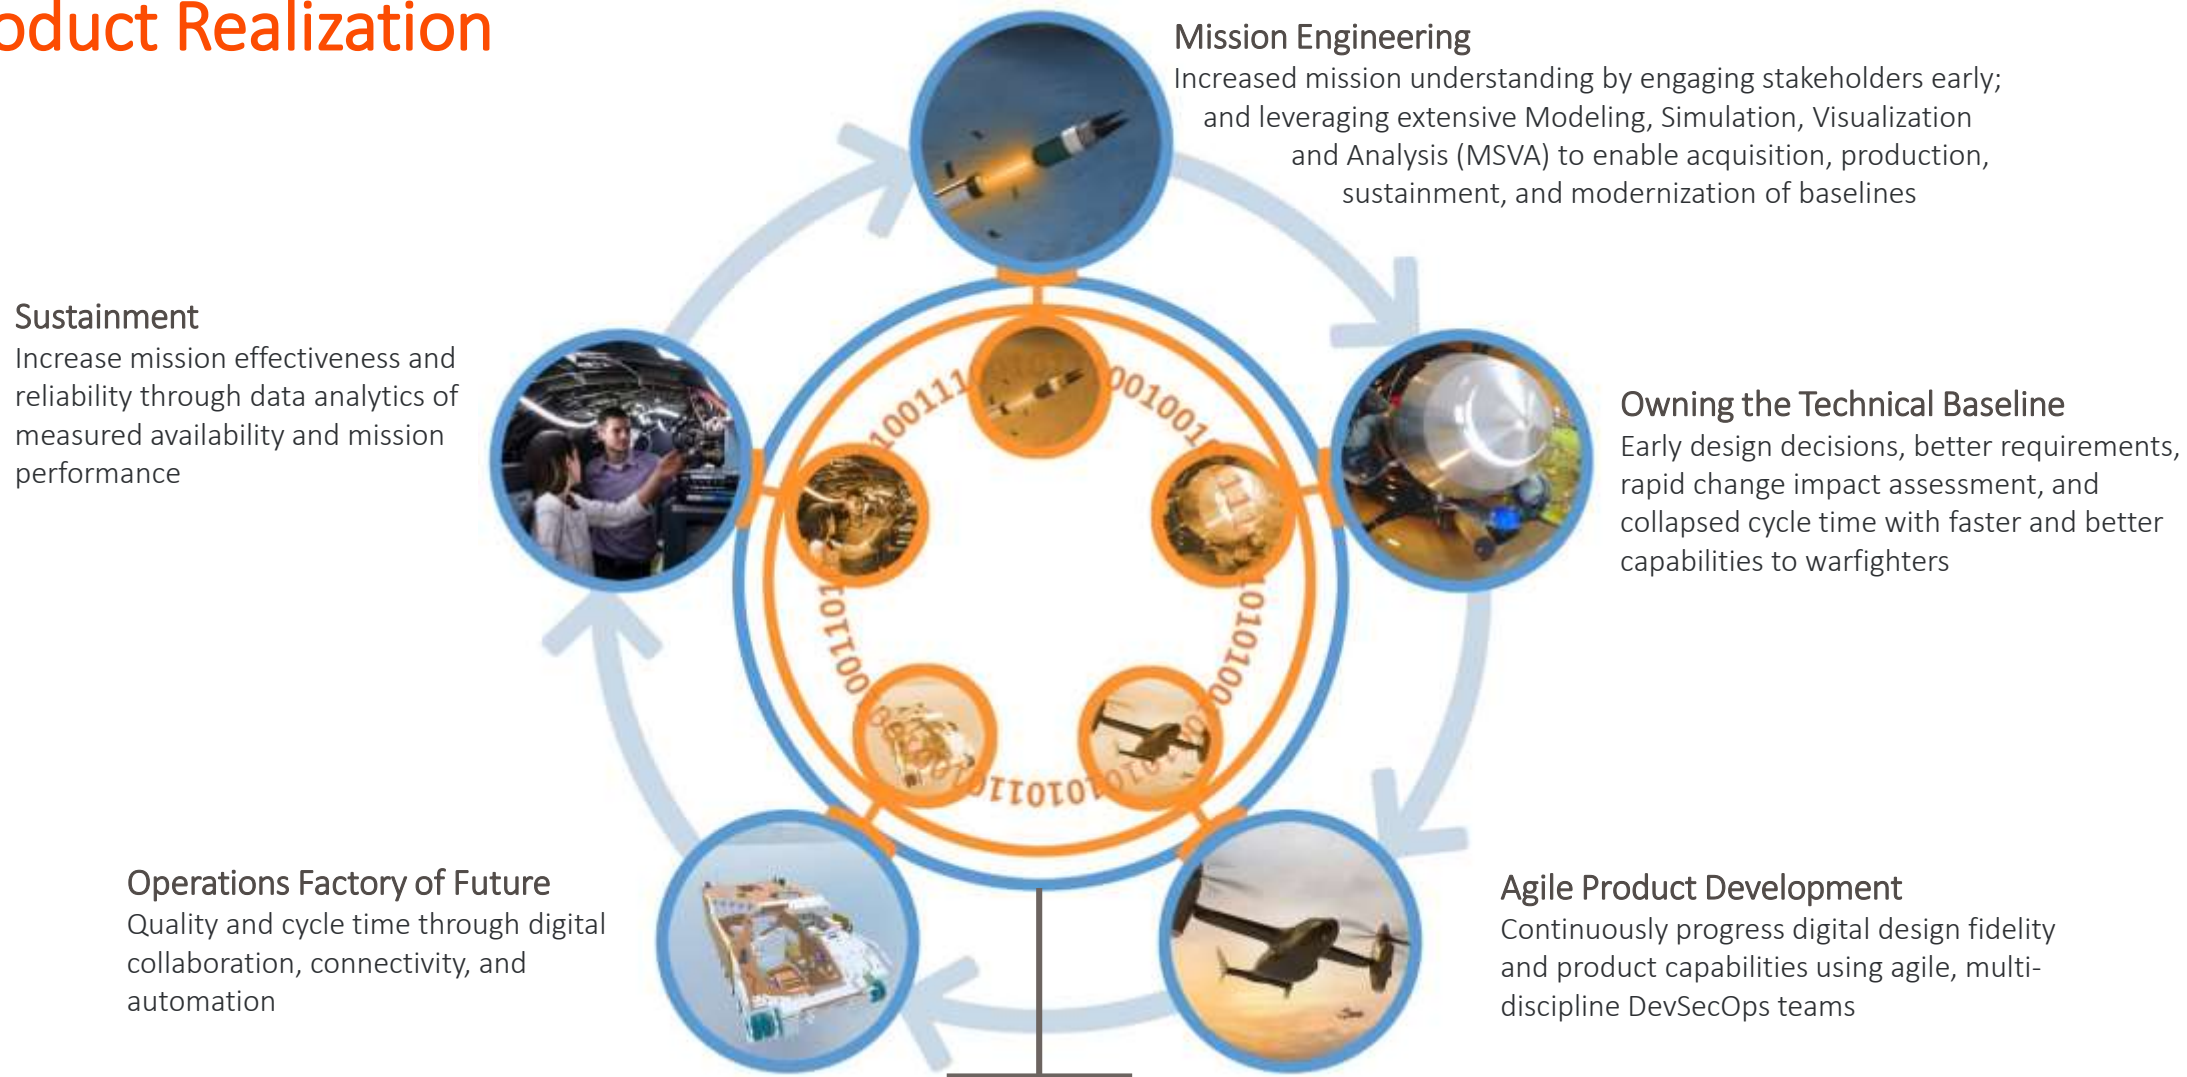 oduct Realization
Mission Engineering
Increased mission understanding by engaging stakeholders early;
and leveraging extensive Modeling, Simulation, Visualization
and Analysis (MSVA) to enable acquisition, production,
sustainment, and modernization of baselines
Sustainment
Increase mission effectiveness and
reliability through data analytics of
measured availability and mission
performance
Owning the Technical Baseline
Early design decisions, better requirements,
rapid change impact assessment, and
collapsed cycle time with faster and better
capabilities to warfighters
Operations Factory of Future
Quality and cycle time through digital
collaboration, connectivity, and
automation
Agile Product Development
Continuously progress digital design fidelity
and product capabilities using agile, multi-
discipline DevSecOps teams